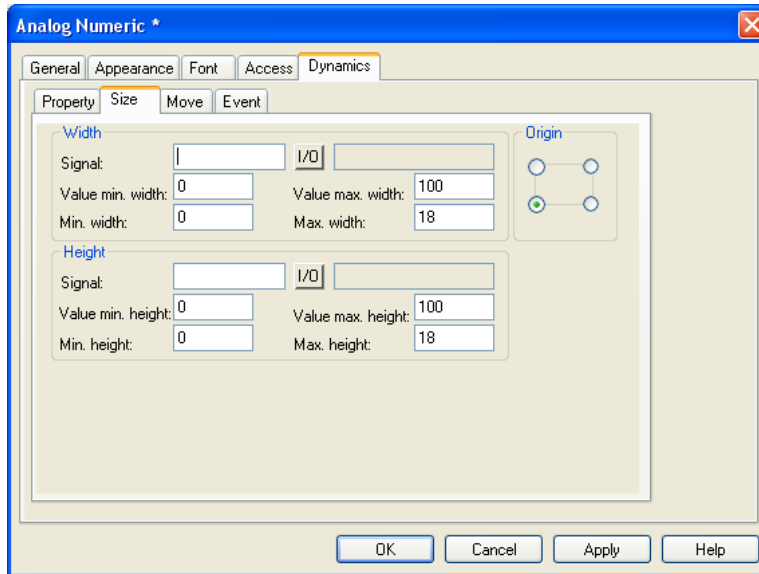 Analog Numeric *
General Appearance Font Access Dynamics
Property Size Move Event
Width
Origin
Signal: I/O
Value min. width: 0 Value max. width: 100
Min. width: 0 Max. width: 18
Height
Signal: I/O
Value min. height: 0 Value max. height: 100
Min. height: 0 Max. height: 18
OK Cancel Apply Help